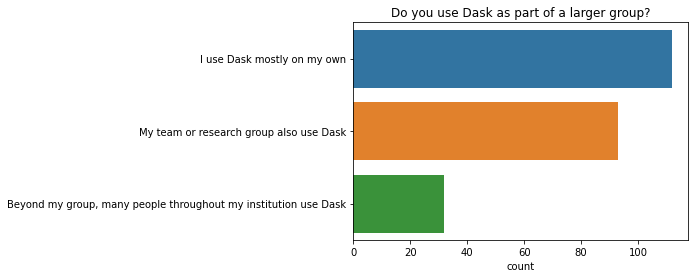 Do you use Dask as part of a larger group?
I use Dask mostly on my own
My team or research group also use Dask
Beyond my group, many people throughout my institution use Dask
0 20 40 60 80 100
count